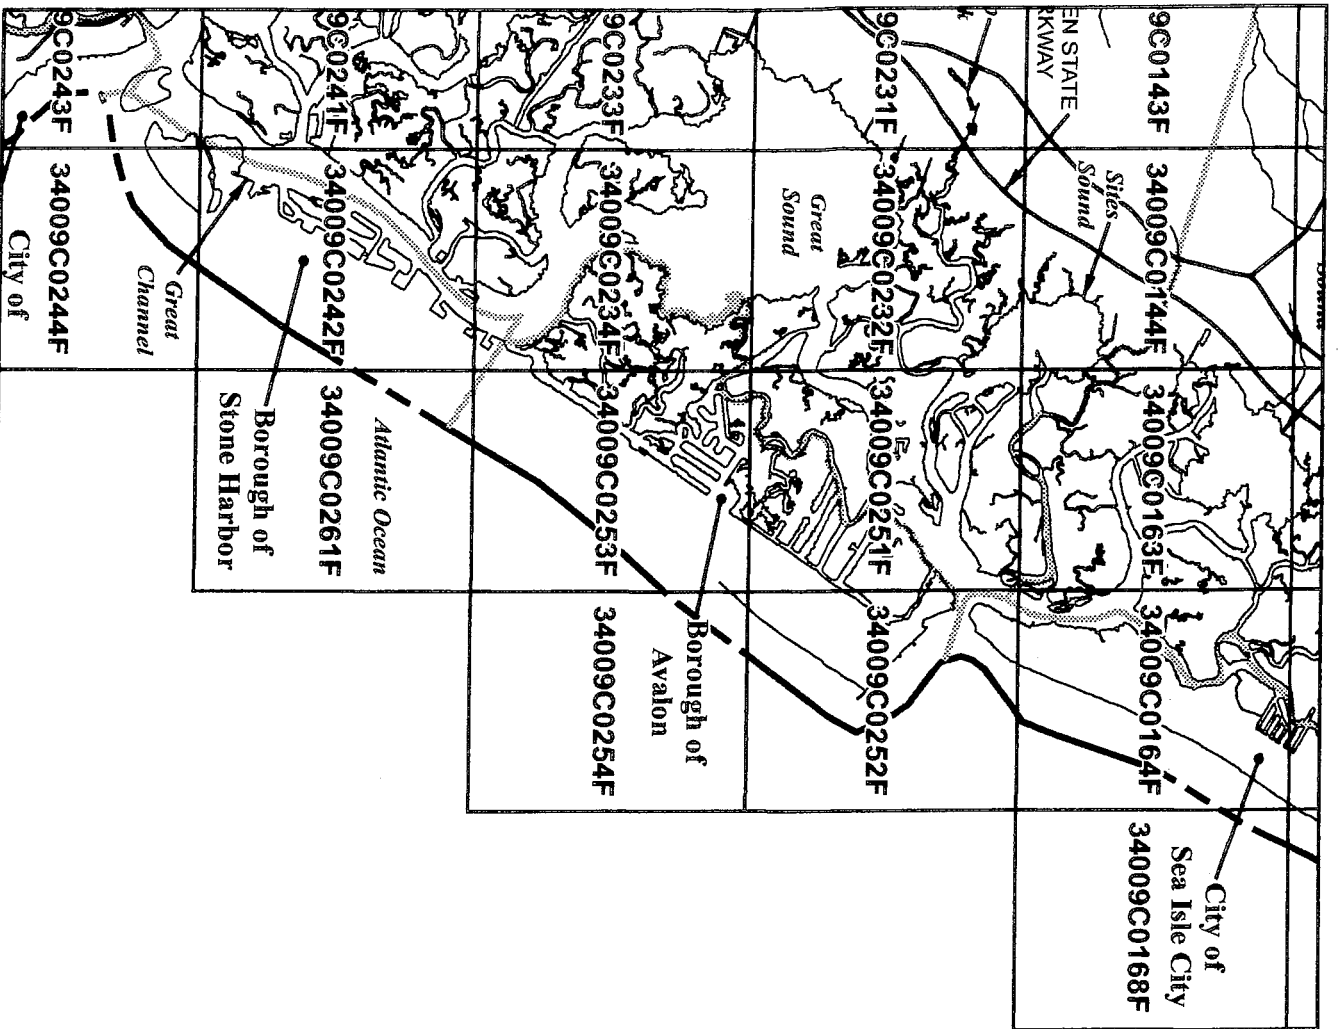 9C0143F
34009C0144F
34009C0163F
34009C0164F
34009C0168F
EN STATE
RKWAY
Sites
Sound
City of
Sea Isle City
9C0231F
34009C0232F
34009C0251F
34009C0252F
Great
Sound
Borough of
Avalon
9C0233F
34009C0234F
34009C0253F
34009C0254F
Atlantic Ocean
9C0241F
34009C0242F
34009C0261F
Borough of
Stone Harbor
Great
Channel
9C0243F
34009C0244F
City of